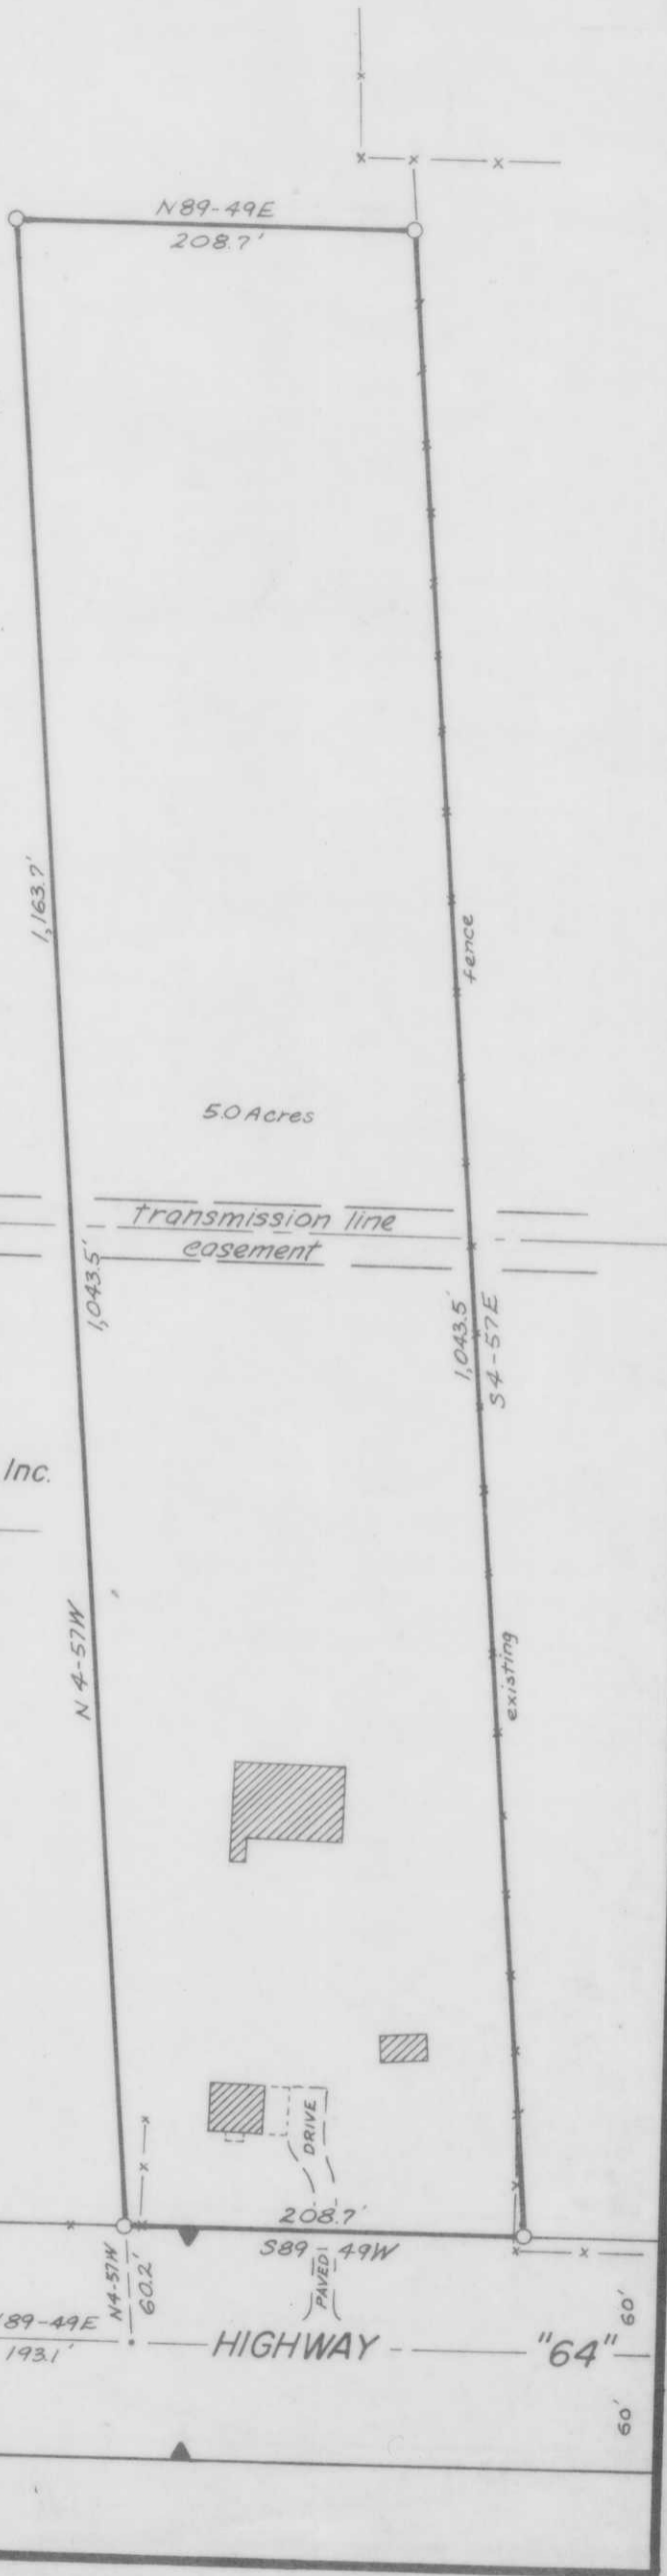 N89-49E
208.7'
1,163.7'
fence
5.0 Acres
transmission line
easement
1,043.5'
1,043.5'
S4-57E
Inc.
N 4-57W
existing
DRIVE
208.7'
S89-49W
PAVED
N4-57W
60.2'
89-49E
193.1'
HIGHWAY "64"
60'
60'